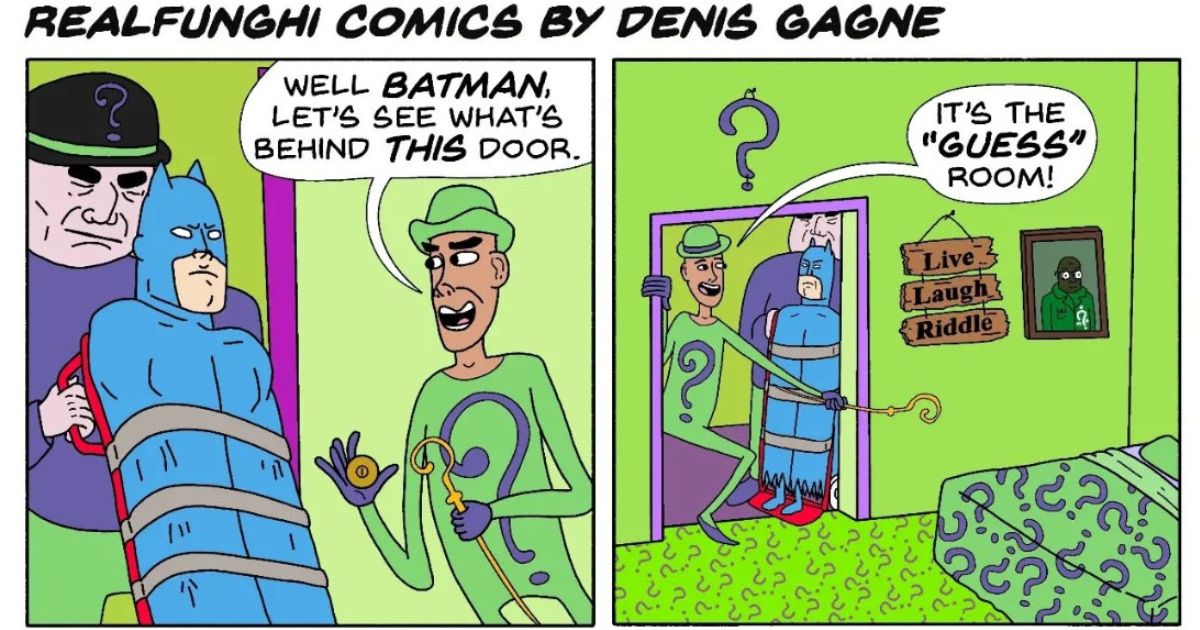 REALFUNGHI COMICS BY DENIS GAGNE
WELL BATMAN,
LET'S SEE WHAT'S
BEHIND THIS DOOR.
IT'S THE
"GUESS"
ROOM!
Live
Laugh
Riddle